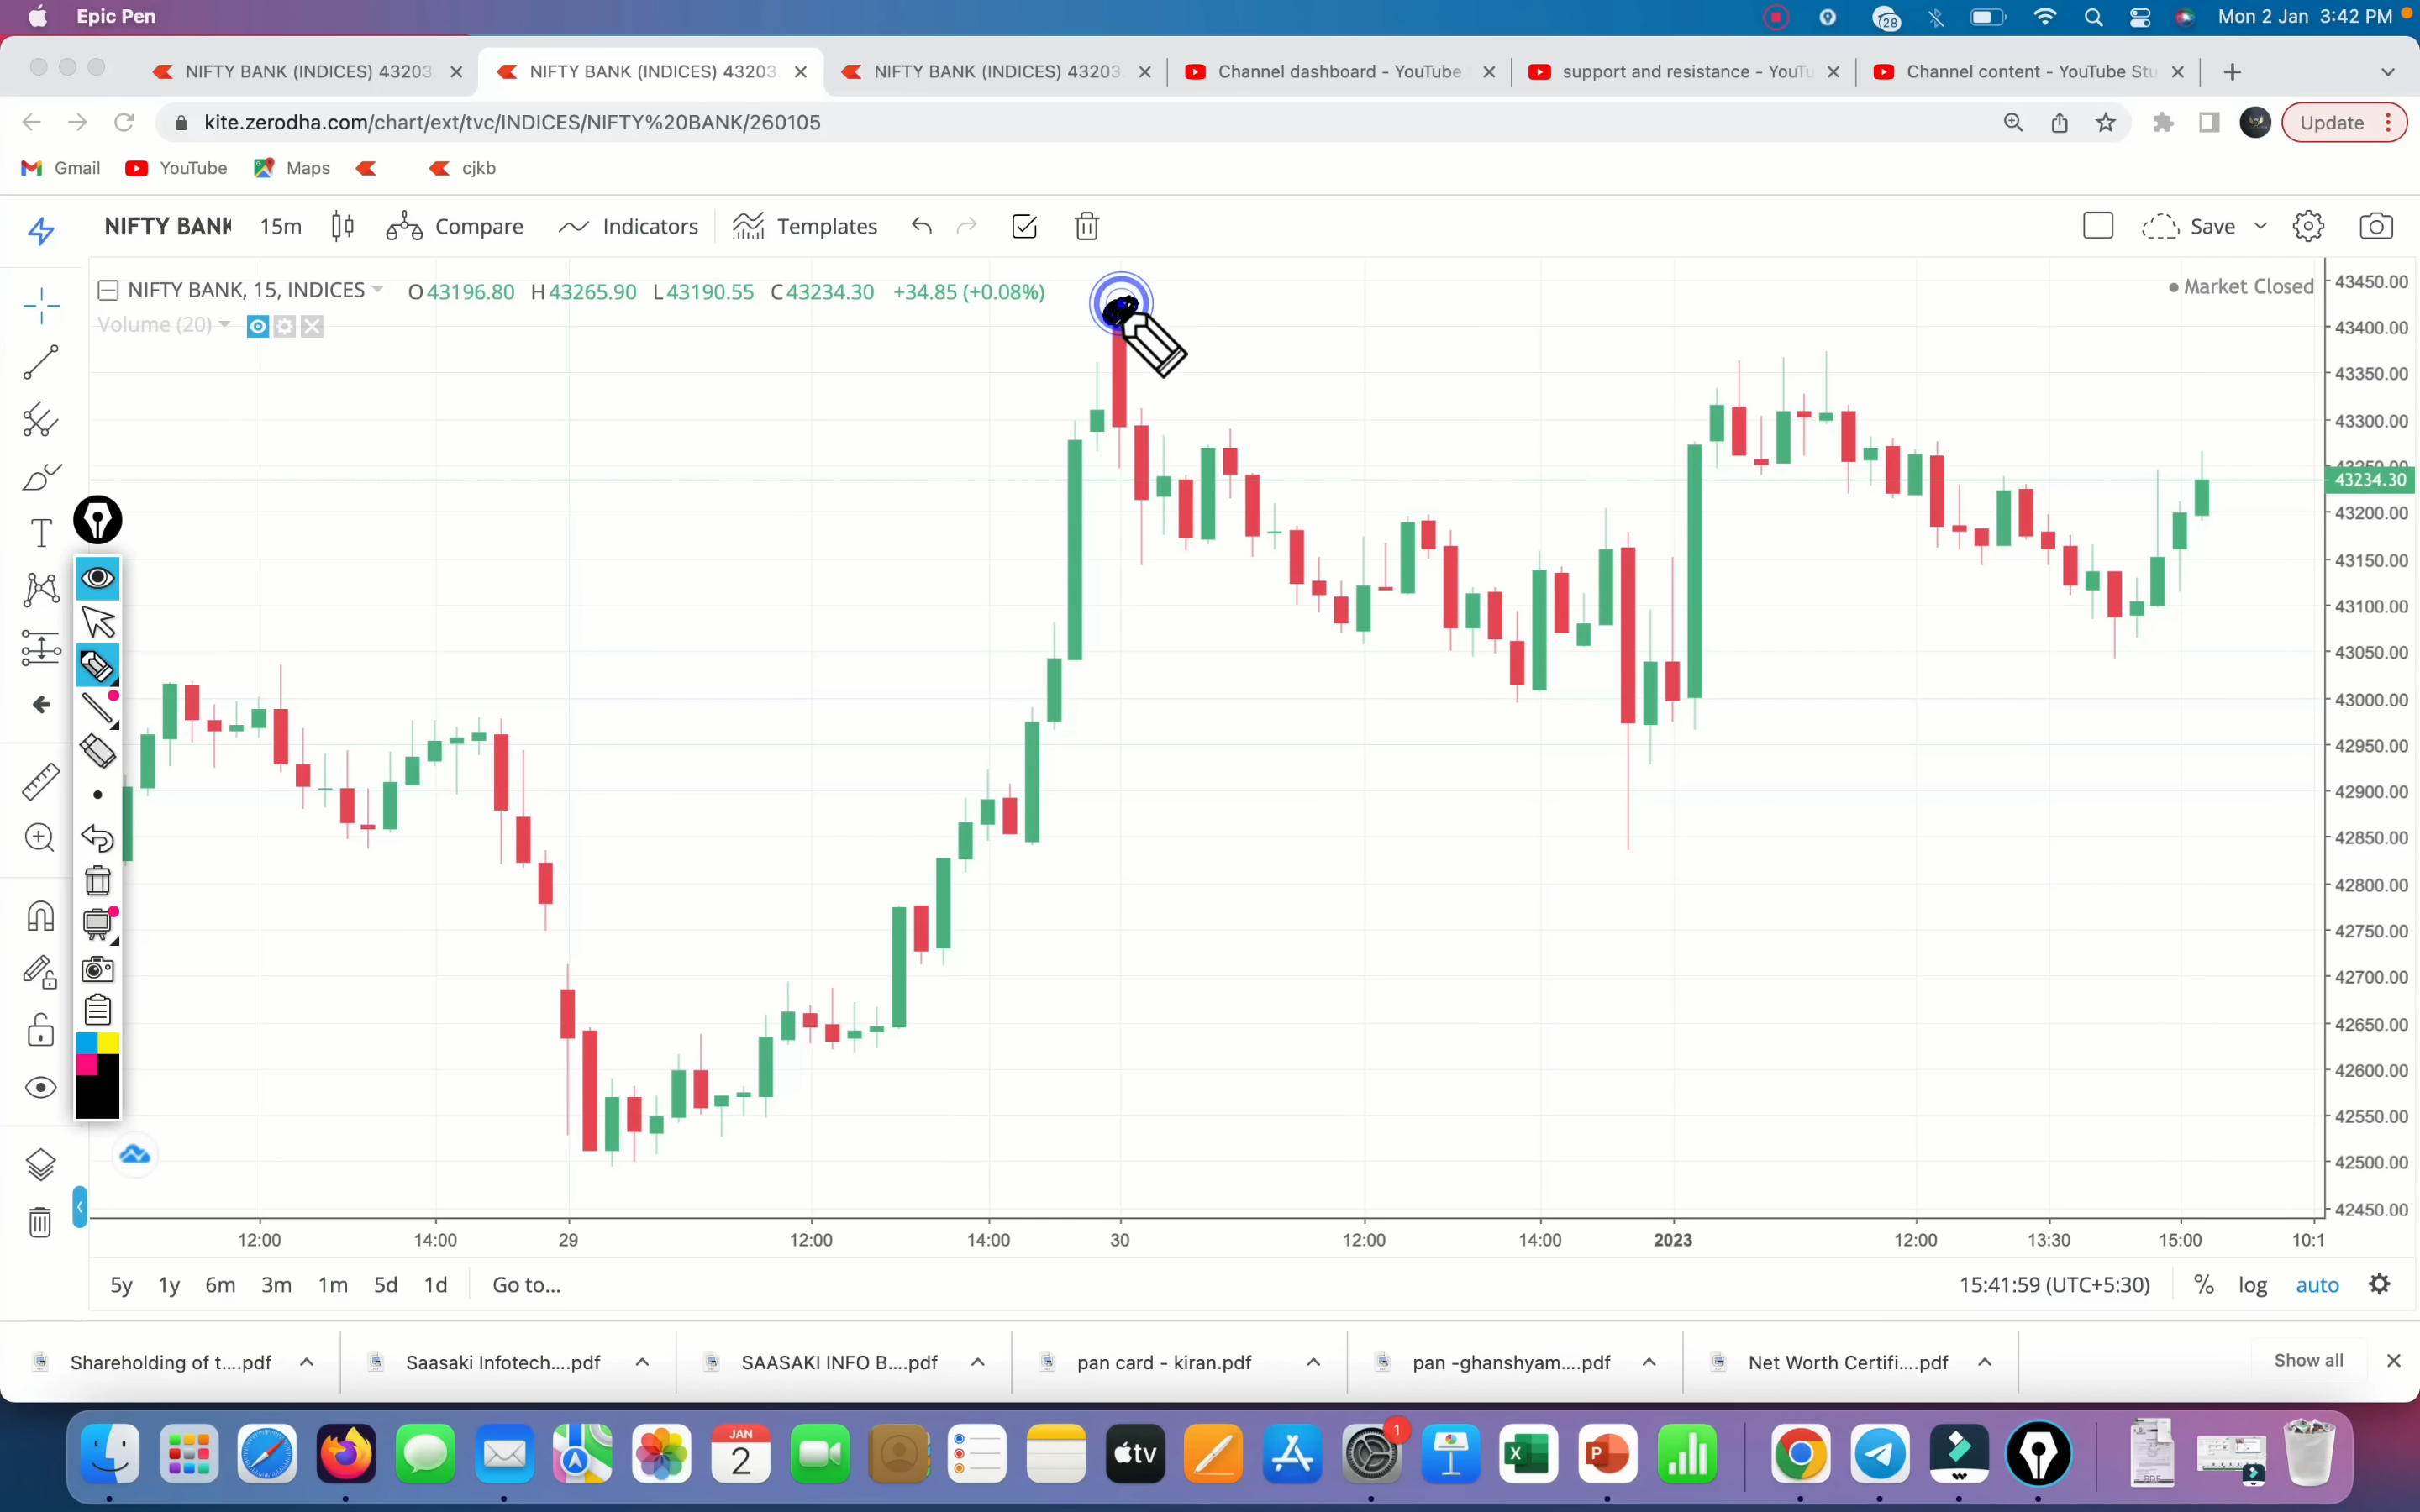 Epic Pen
28
Mon 2 Jan 3:42 PM
NIFTY BANK (INDICES) 43203
NIFTY BANK (INDICES) 43203
NIFTY BANK (INDICES) 43203
Channel dashboard - YouTube
support and resistance - YouTu
Channel content - YouTube Stu
kite.zerodha.com/chart/ext/tvc/INDICES/NIFTY%20BANK/260105
Update
Gmail
YouTube
Maps
cjkb
NIFTY BANK
15m
Compare
Indicators
Templates
Save
NIFTY BANK, 15, INDICES
O43196.80 H43265.90 L43190.55 C43234.30 +34.85 (+0.08%)
Market Closed
Volume (20)
43450.00
43400.00
43350.00
43300.00
43234.30
43200.00
43150.00
43100.00
43050.00
43000.00
42950.00
42900.00
42850.00
42800.00
42750.00
42700.00
42650.00
42600.00
42550.00
42500.00
42450.00
12:00 14:00 29 12:00 14:00 30 12:00 14:00 2023 12:00 13:30 15:00 10:1
5y 1y 6m 3m 1m 5d 1d Go to...
15:41:59 (UTC+5:30) % log auto
Shareholding of t....pdf
Saasaki Infotech....pdf
SAASAKI INFO B....pdf
pan card - kiran.pdf
pan -ghanshyam....pdf
Net Worth Certifi....pdf
Show all
JAN
2
tv
1
X
P
PDF